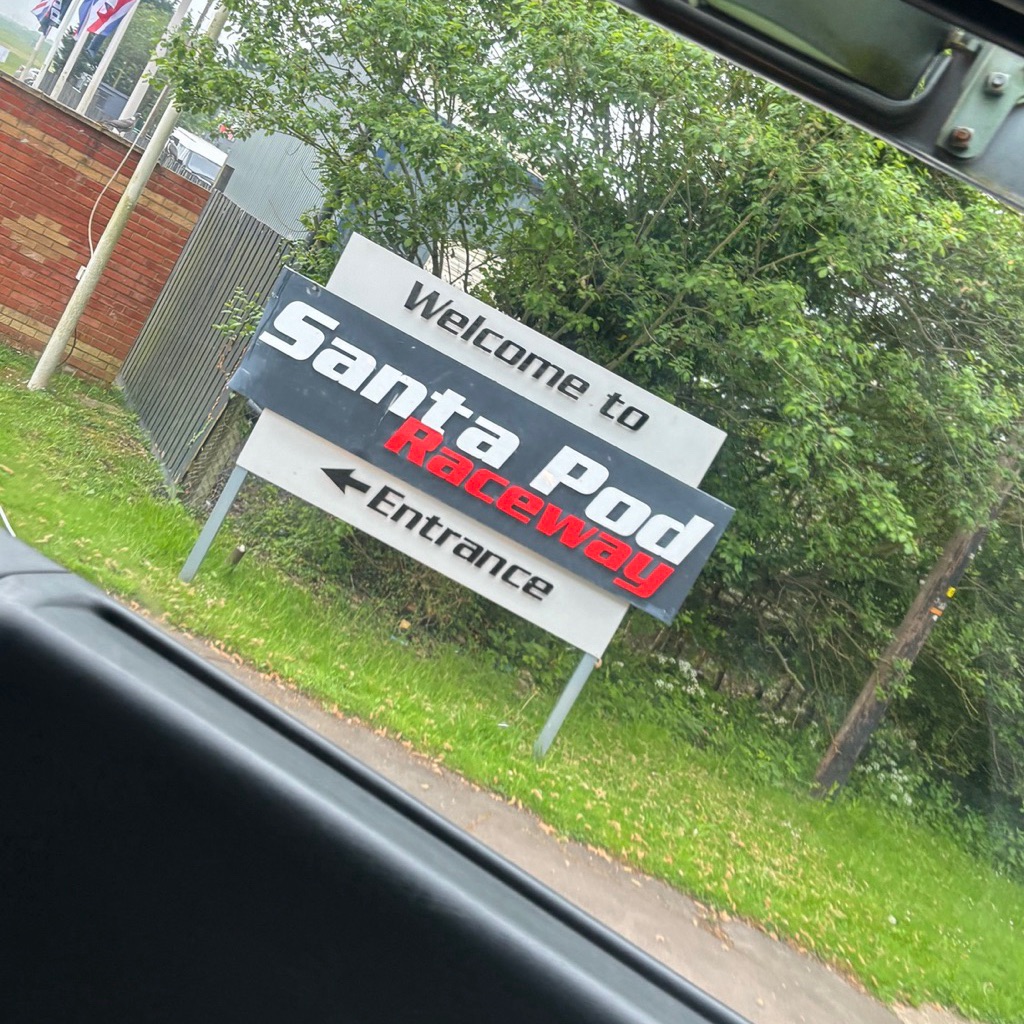 Welcome to
Santa Pod
Raceway
Entrance